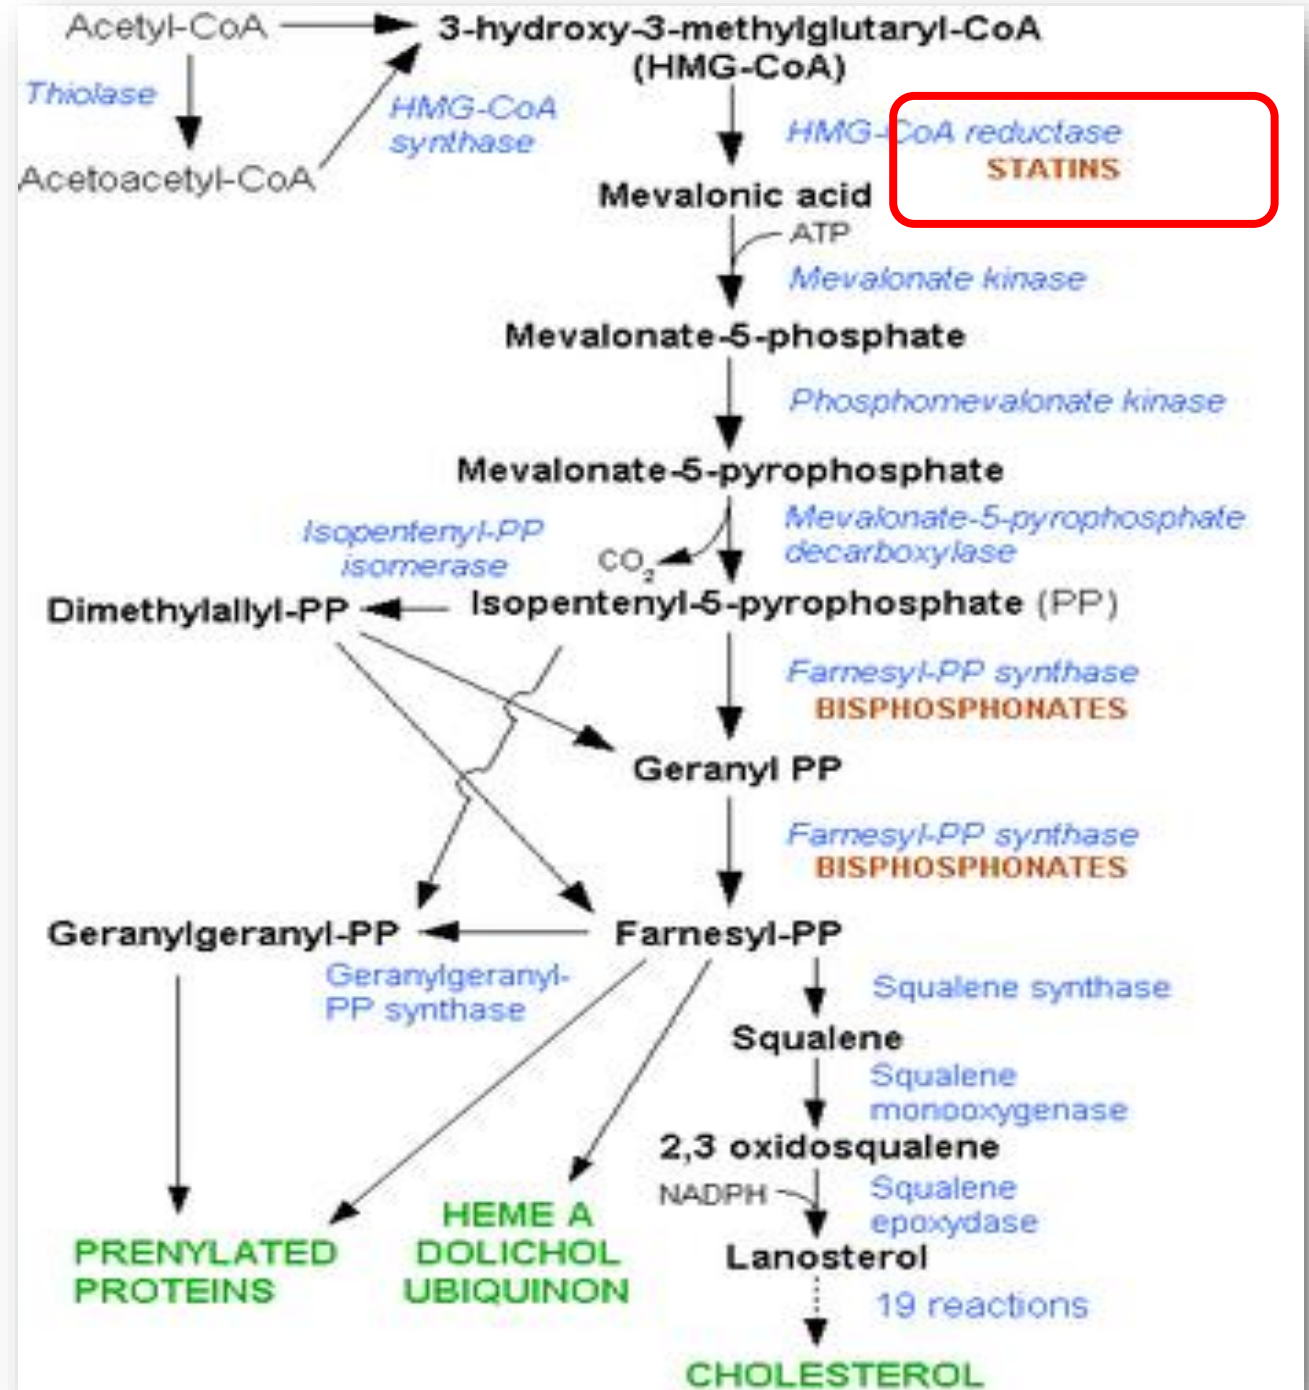 Acetyl-CoA
3-hydroxy-3-methylglutaryl-CoA
(HMG-CoA)
Thiolase
HMG-CoA
synthase
HMG-CoA reductase
STATINS
Acetoacetyl-CoA
Mevalonic acid
ATP
Mevalonate kinase
Mevalonate-5-phosphate
Phosphomevalonate kinase
Mevalonate-5-pyrophosphate
Isopentenyl-PP
isomerase
CO₂
Mevalonate-5-pyrophosphate
decarboxylase
Dimethylallyl-PP
Isopentenyl-5-pyrophosphate (PP)
Farnesyl-PP synthase
BISPHOSPHONATES
Geranyl PP
Farnesyl-PP synthase
BISPHOSPHONATES
Geranylgeranyl-PP
Farnesyl-PP
Geranylgeranyl-
PP synthase
Squalene synthase
Squalene
Squalene
monooxygenase
2,3 oxidosqualene
NADPH
Squalene
epoxydase
Lanosterol
HEME A
DOLICHOL
UBIQUINON
PRENYLATED
PROTEINS
19 reactions
CHOLESTEROL